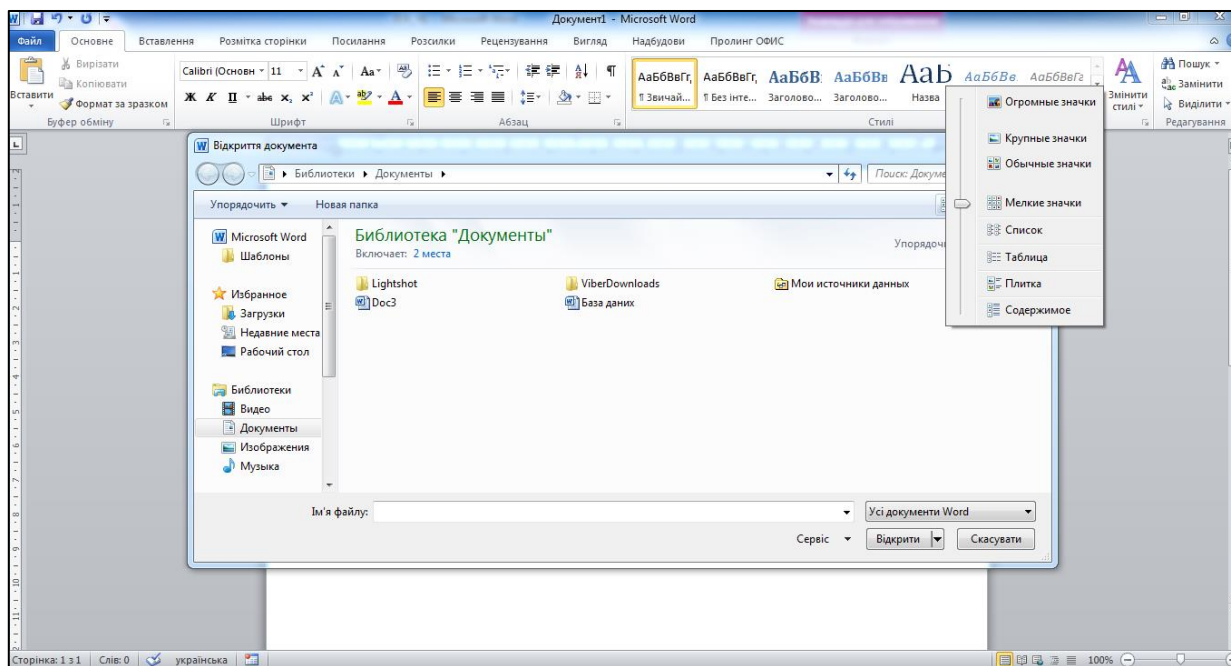 Документ1 - Microsoft Word
Файл Основне Вставлення Розмітка сторінки Посилання Розсилки Рецензування Вигляд Надбудови Пролинг ОФИС
Вставити
Вирізати
Копіювати
Формат за зразком
Буфер обміну
Calibri (Основн 11
Ж К П abc x₂ x²
Шрифт
Абзац
АаБбВвГг, АаБбВвГг, АаБбВ АаБбВв АаЬ АаБбВв АаБбВвГг
¶ Звичай... ¶ Без інте... Заголово... Заголово... Назва
Стилі
Змінити стилі
Пошук
Замінити
Виділити
Редагування
Відкриття документа
Библиотеки Документы
Поиск: Докуме
Упорядочить Новая папка
Microsoft Word
Шаблоны
Избранное
Загрузки
Недавние места
Рабочий стол
Библиотеки
Видео
Документы
Изображения
Музыка
Библиотека "Документы"
Включает: 2 места
Упорядоч
Lightshot ViberDownloads Мои источники данных
Doc3 База даних
Огромные значки
Крупные значки
Обычные значки
Мелкие значки
Список
Таблица
Плитка
Содержимое
Ім'я файлу:
Усі документи Word
Сервіс Відкрити Скасувати
Сторінка: 1 з 1 Слів: 0 українська 100%